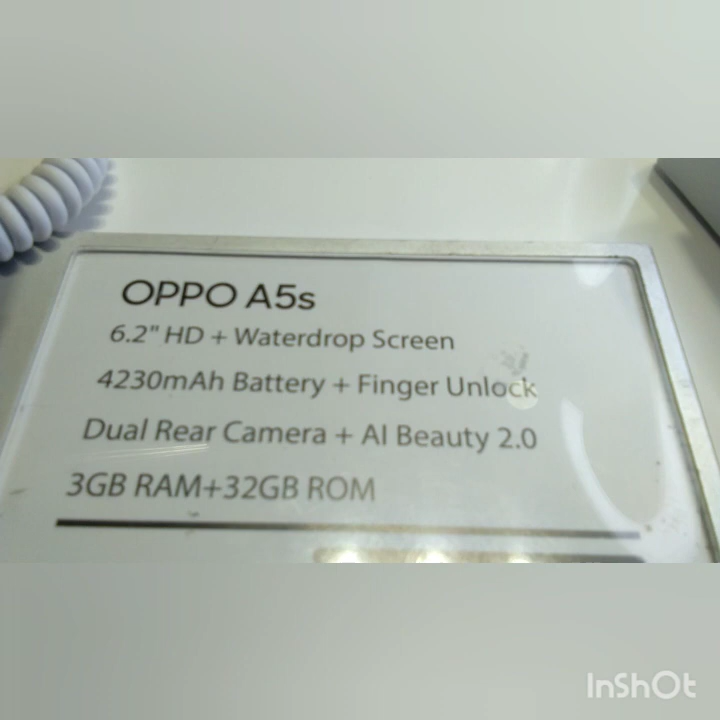 OPPO A5s
6.2" HD + Waterdrop Screen
4230mAh Battery + Finger Unlock
Dual Rear Camera + AI Beauty 2.0
3GB RAM+32GB ROM
InShOt